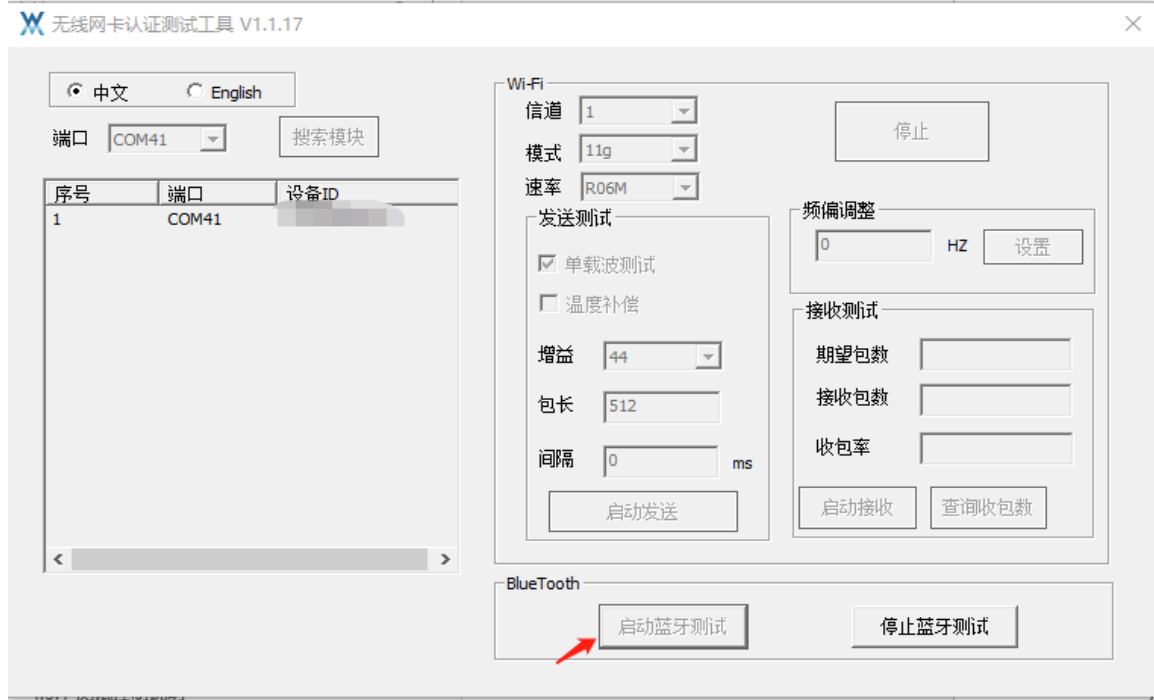 无线网卡认证测试工具 V1.1.17
中文 English
端口 COM41 搜索模块
序号 端口 设备ID
1 COM41
Wi-Fi
信道 1
模式 11g
速率 R06M
停止
发送测试
单载波测试
温度补偿
增益 44
包长 512
间隔 0 ms
启动发送
频偏调整
0 HZ 设置
接收测试
期望包数
接收包数
收包率
启动接收 查询收包数
BlueTooth
启动蓝牙测试 停止蓝牙测试